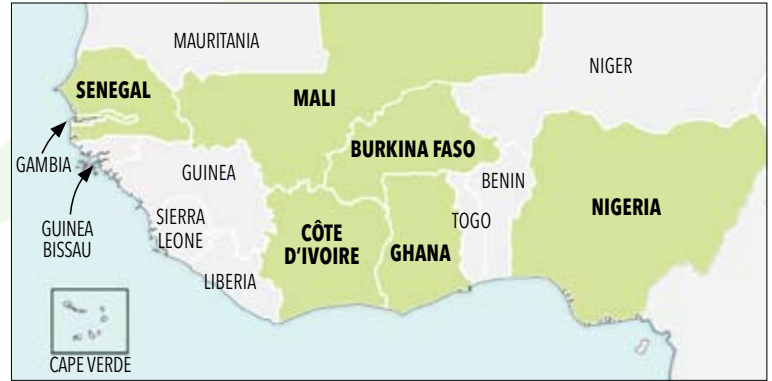 MAURITANIA
NIGER
SENEGAL
MALI
BURKINA FASO
GAMBIA
GUINEA
BENIN
GUINEA
BISSAU
SIERRA
LEONE
CÔTE
D'IVOIRE
GHANA
TOGO
NIGERIA
LIBERIA
CAPE VERDE